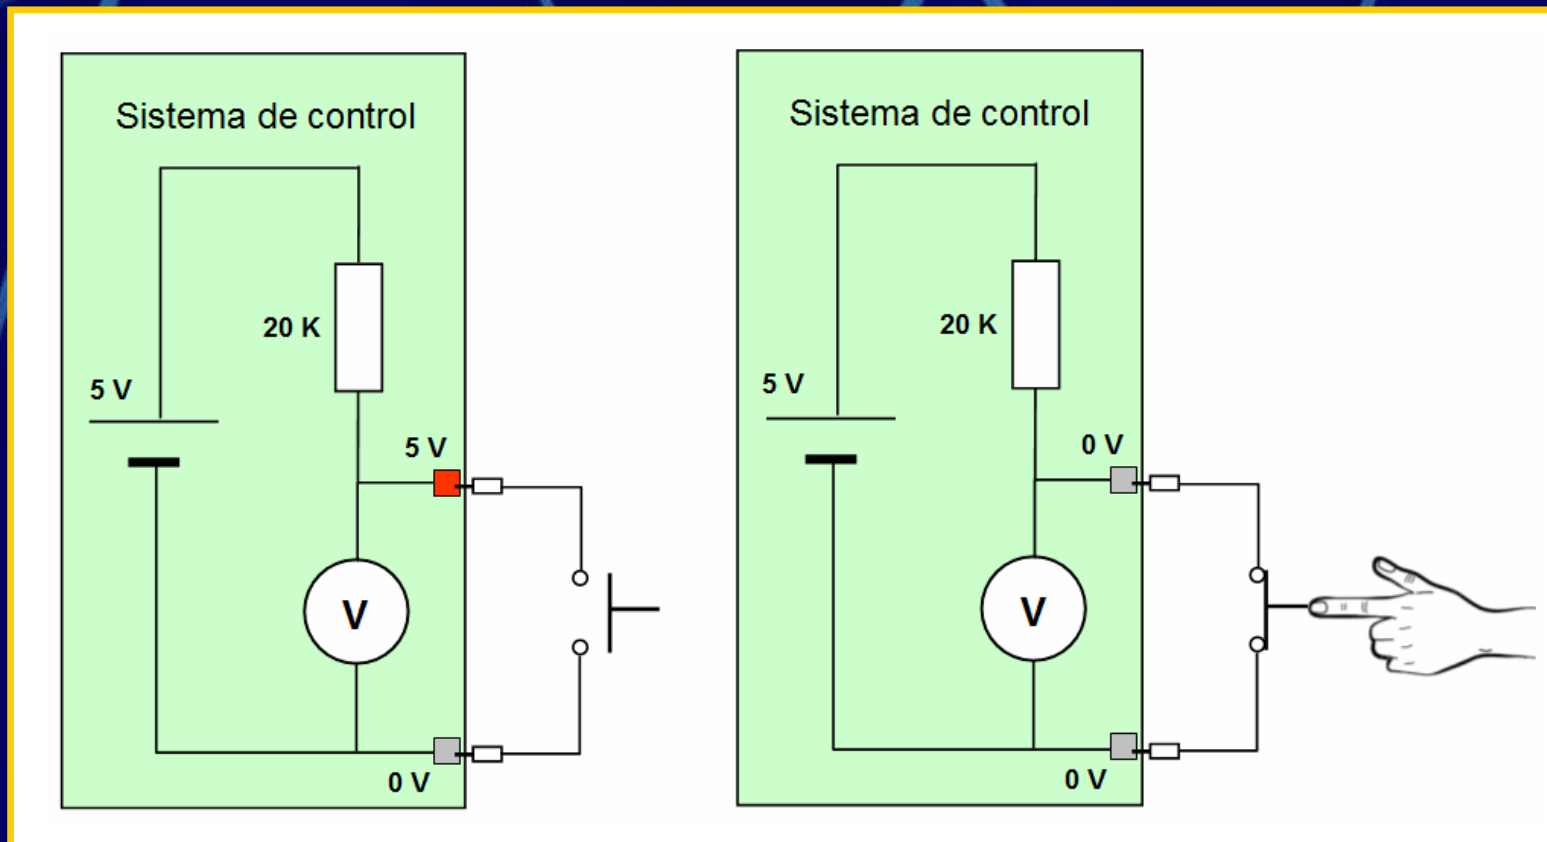 Sistema de control
20 K
5 V
5 V
V
0 V
Sistema de control
20 K
5 V
0 V
V
0 V